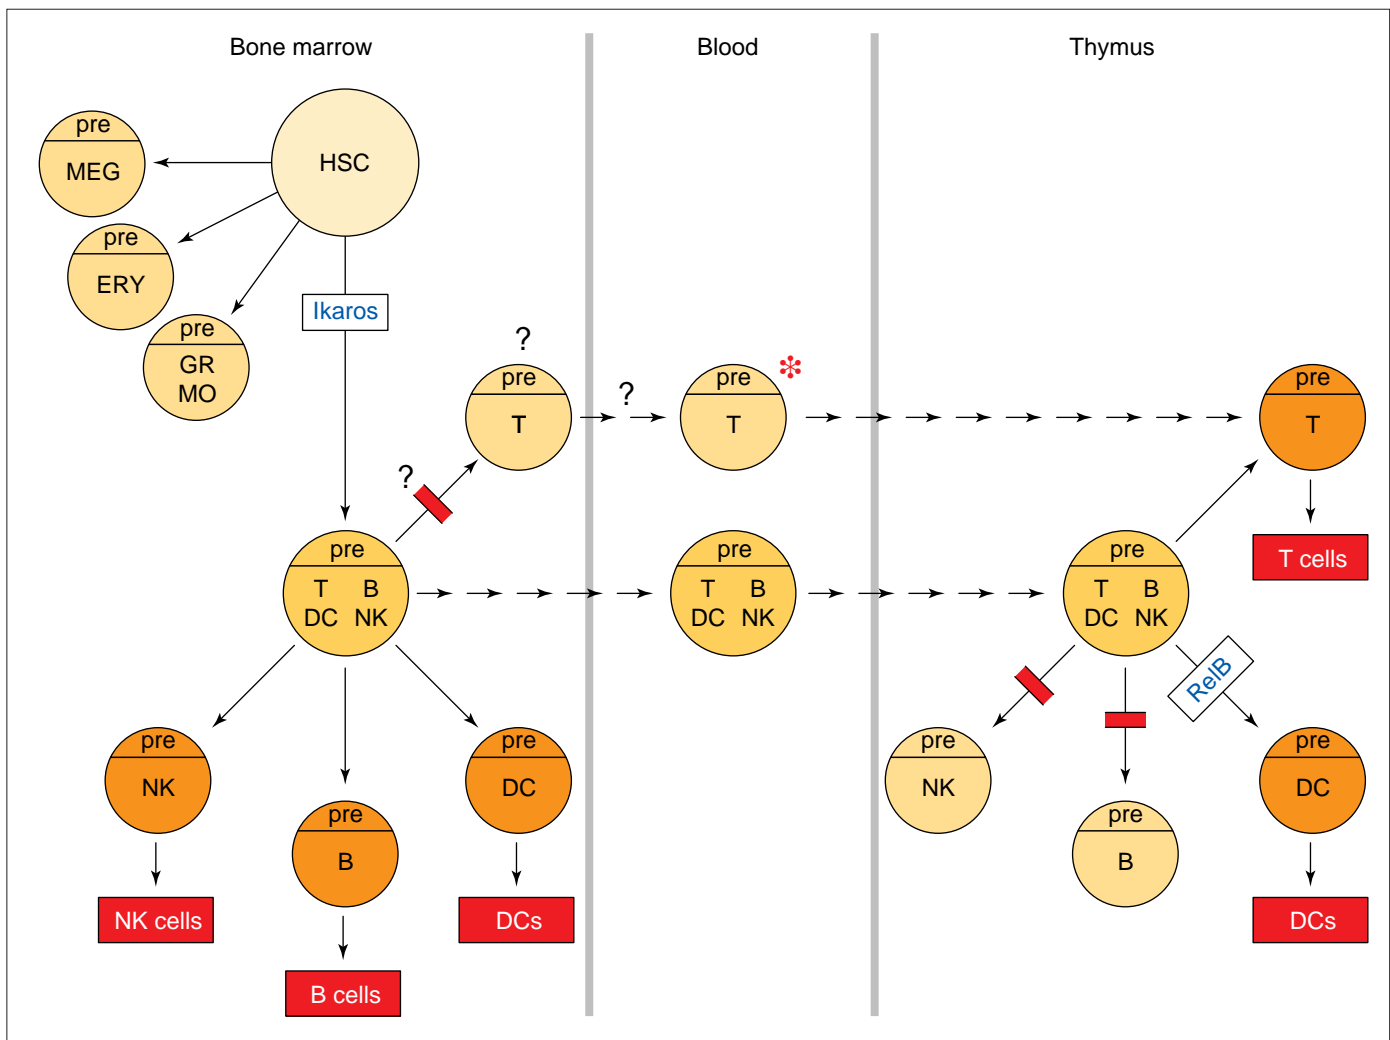 Bone marrow
Blood
Thymus
pre
MEG
HSC
pre
ERY
pre
GR
MO
Ikaros
?
pre
T
?
?
pre
T
pre
T
T cells
pre
T B
DC NK
pre
T B
DC NK
pre
T B
DC NK
RelB
pre
NK
pre
B
pre
DC
pre
NK
pre
B
pre
DC
NK cells
B cells
DCs
DCs